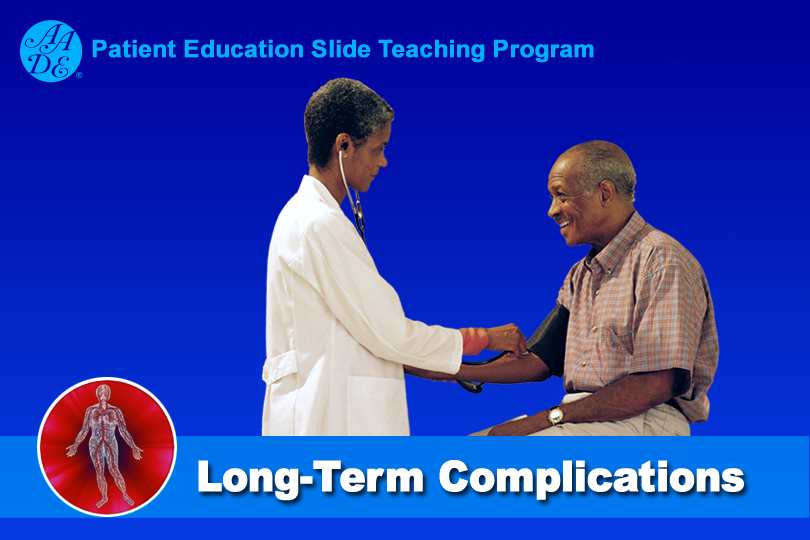 AADE®
Patient Education Slide Teaching Program
Long-Term Complications